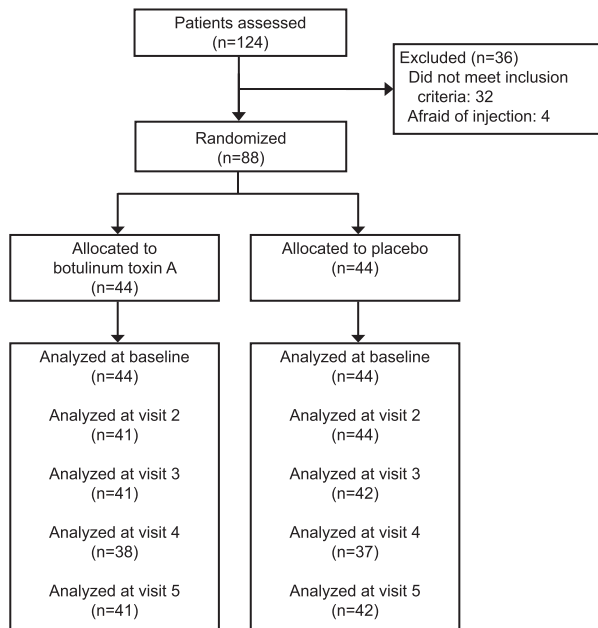 Patients assessed
(n=124)
Excluded (n=36)
Did not meet inclusion
criteria: 32
Afraid of injection: 4
Randomized
(n=88)
Allocated to
botulinum toxin A
(n=44)
Allocated to placebo
(n=44)
Analyzed at baseline
(n=44)
Analyzed at visit 2
(n=41)
Analyzed at visit 3
(n=41)
Analyzed at visit 4
(n=38)
Analyzed at visit 5
(n=41)
Analyzed at baseline
(n=44)
Analyzed at visit 2
(n=44)
Analyzed at visit 3
(n=42)
Analyzed at visit 4
(n=37)
Analyzed at visit 5
(n=42)